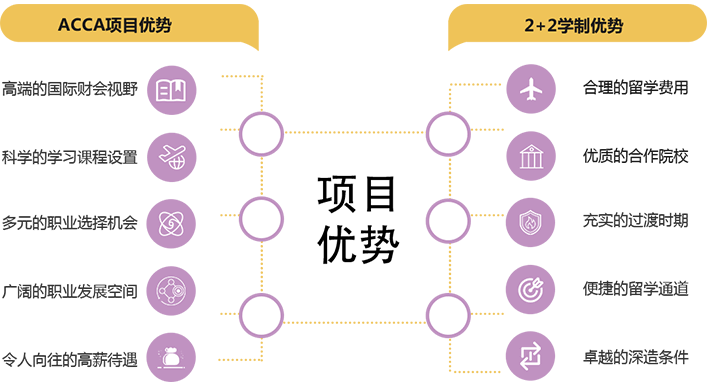 ACCA项目优势
高端的国际财会视野
科学的学习课程设置
多元的职业选择机会
广阔的职业发展空间
令人向往的高薪待遇
项目
优势
2+2学制优势
合理的留学费用
优质的合作院校
充实的过渡时期
便捷的留学通道
卓越的深造条件